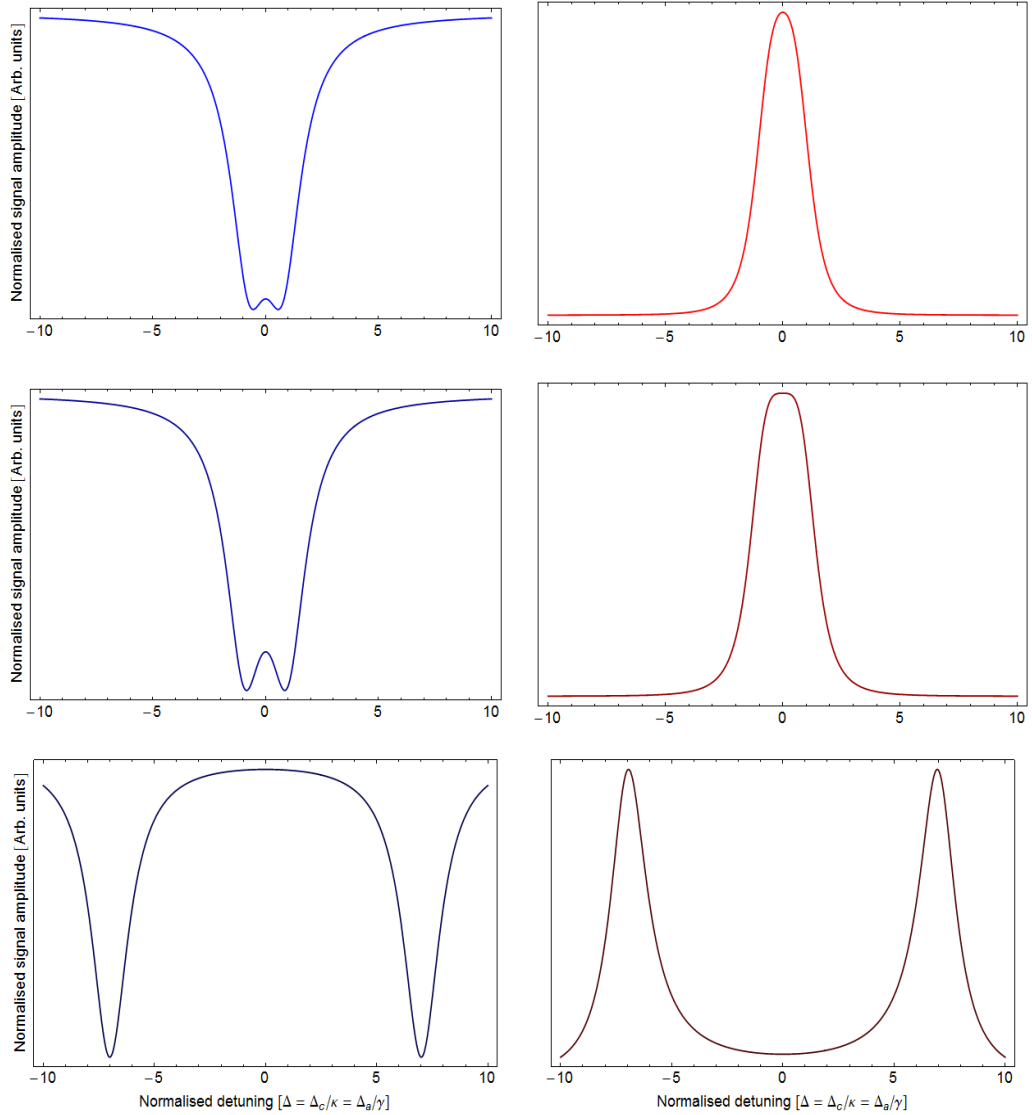 Normalised signal amplitude [Arb. units]
−10 −5 0 5 10
−10 −5 0 5 10
Normalised signal amplitude [Arb. units]
−10 −5 0 5 10
−10 −5 0 5 10
Normalised signal amplitude [Arb. units]
−10 −5 0 5 10
−10 −5 0 5 10
Normalised detuning [Δ = Δc/κ = Δa/γ]
Normalised detuning [Δ = Δc/κ = Δa/γ]